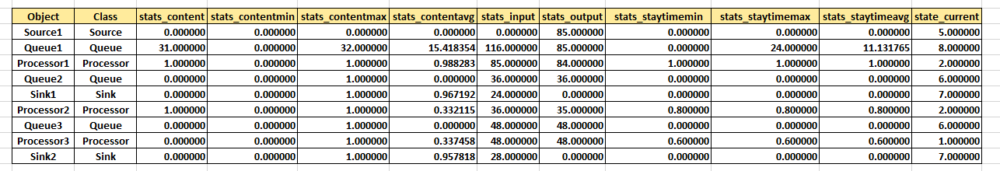 Object Class stats_content stats_contentmin stats_contentmax stats_contentavg stats_input stats_output stats_staytimemin stats_staytimemax stats_staytimeavg state_current
Source1 Source 0.000000 0.000000 0.000000 0.000000 0.000000 85.000000 0.000000 0.000000 0.000000 5.000000
Queue1 Queue 31.000000 0.000000 32.000000 15.418354 116.000000 85.000000 0.000000 24.000000 11.131765 8.000000
Processor1 Processor 1.000000 0.000000 1.000000 0.988283 85.000000 84.000000 1.000000 1.000000 1.000000 2.000000
Queue2 Queue 0.000000 0.000000 1.000000 0.000000 36.000000 36.000000 0.000000 0.000000 0.000000 6.000000
Sink1 Sink 0.000000 0.000000 1.000000 0.967192 24.000000 0.000000 0.000000 0.000000 0.000000 7.000000
Processor2 Processor 1.000000 0.000000 1.000000 0.332115 36.000000 35.000000 0.800000 0.800000 0.800000 2.000000
Queue3 Queue 0.000000 0.000000 1.000000 0.000000 48.000000 48.000000 0.000000 0.000000 0.000000 6.000000
Processor3 Processor 0.000000 0.000000 1.000000 0.337458 48.000000 48.000000 0.600000 0.600000 0.600000 1.000000
Sink2 Sink 0.000000 0.000000 1.000000 0.957818 28.000000 0.000000 0.000000 0.000000 0.000000 7.000000